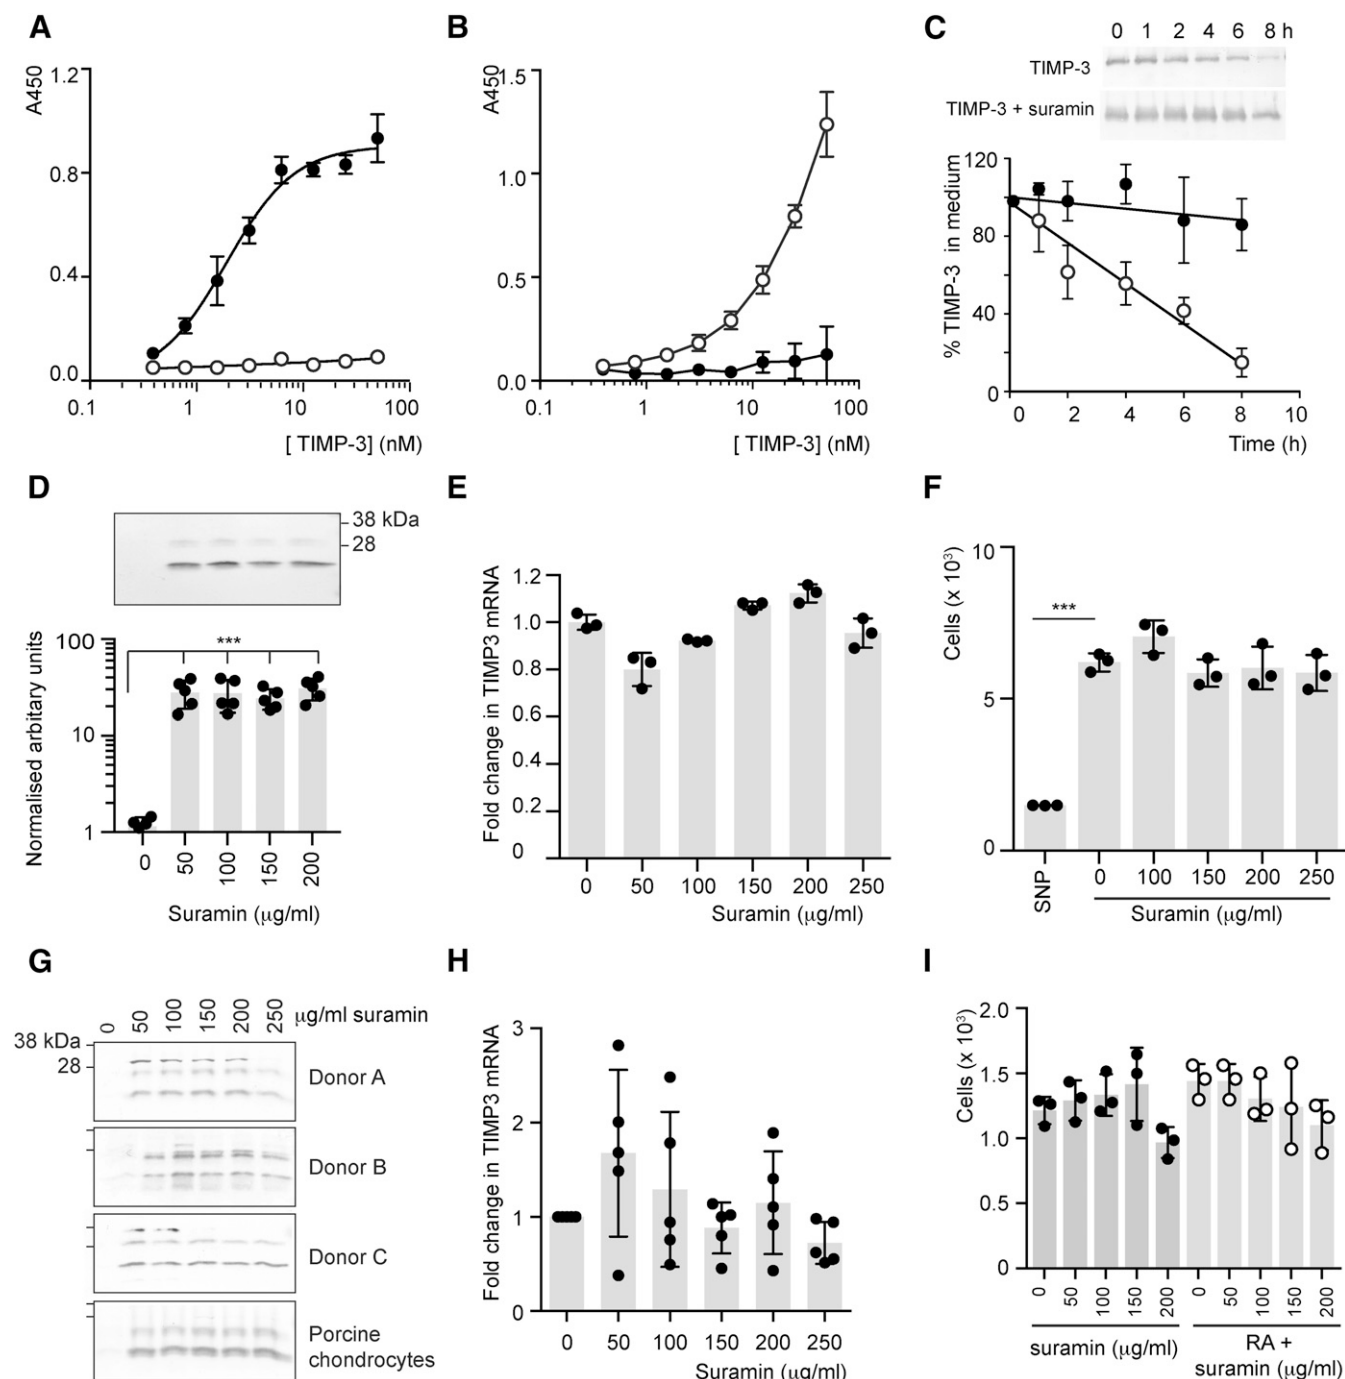 A
A450
1.2
0.8
0.4
0.0
0.1 1 10 100
[ TIMP-3] (nM)
B
A450
1.5
1.0
0.5
0.0
0.1 1 10 100
[ TIMP-3] (nM)
C
0 1 2 4 6 8 h
TIMP-3
TIMP-3 + suramin
% TIMP-3 in medium
120
80
40
0
0 2 4 6 8 10
Time (h)
D
38 kDa
28
Normalised arbitary units
100
10
1
***
0 50 100 150 200
Suramin (μg/ml)
E
Fold change in TIMP3 mRNA
1.2
1.0
0.8
0.6
0.4
0.2
0
0 50 100 150 200 250
Suramin (μg/ml)
F
Cells (x 10³)
10
5
0
***
SNP 0 100 150 200 250
Suramin (μg/ml)
G
0 50 100 150 200 250 μg/ml suramin
38 kDa
28
Donor A
Donor B
Donor C
Porcine
chondrocytes
H
Fold change in TIMP3 mRNA
3
2
1
0
0 50 100 150 200 250
Suramin (μg/ml)
I
Cells (x 10³)
2.0
1.5
1.0
0.5
0
0 50 100 150 200 0 50 100 150 200
suramin (μg/ml)
RA +
suramin (μg/ml)